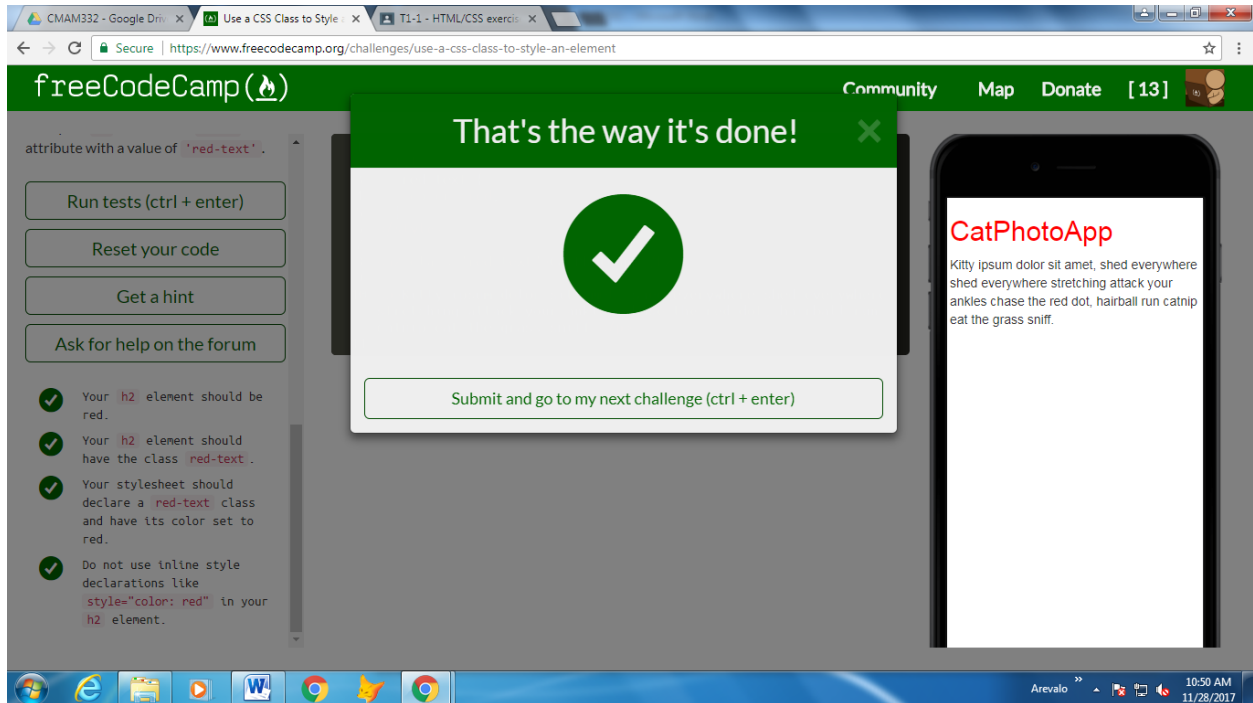 CMAM332 - Google Driv
Use a CSS Class to Style
T1-1 - HTML/CSS exercis
Secure | https://www.freecodecamp.org/challenges/use-a-css-class-to-style-an-element
freeCodeCamp
Community Map Donate [13]
attribute with a value of 'red-text'.
Run tests (ctrl + enter)
Reset your code
Get a hint
Ask for help on the forum
Your h2 element should be
red.
Your h2 element should
have the class red-text.
Your stylesheet should
declare a red-text class
and have its color set to
red.
Do not use inline style
declarations like
style="color: red" in your
h2 element.
That's the way it's done!
Submit and go to my next challenge (ctrl + enter)
CatPhotoApp
Kitty ipsum dolor sit amet, shed everywhere
shed everywhere stretching attack your
ankles chase the red dot, hairball run catnip
eat the grass sniff.
Arevalo
10:50 AM
11/28/2017